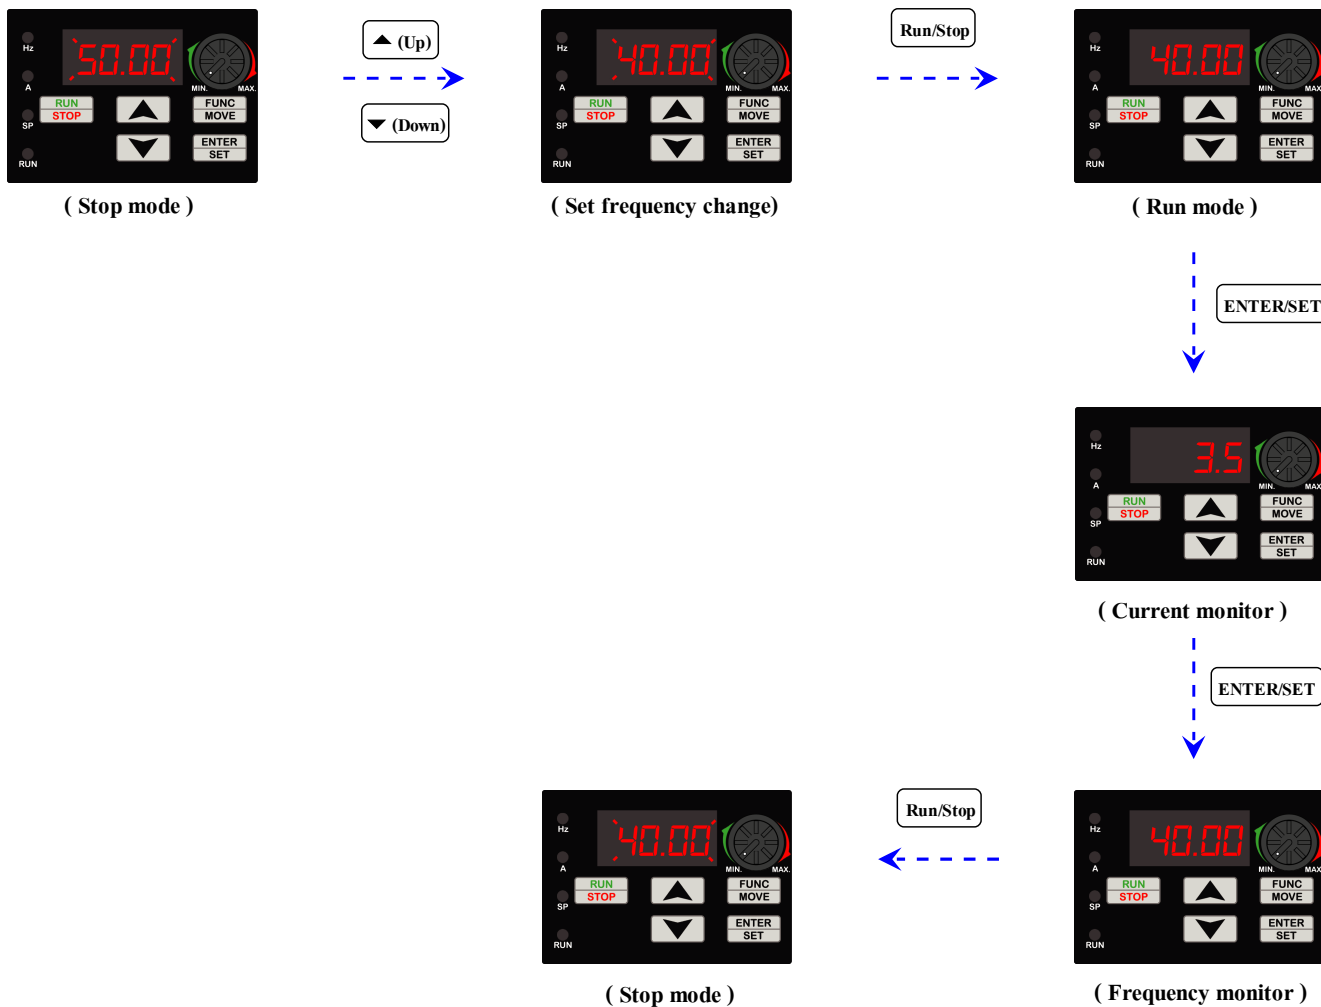 Hz
50.00
A
MIN.
MAX.
RUN
STOP
FUNC
MOVE
SP
ENTER
SET
RUN
( Stop mode )
(Up)
(Down)
Hz
40.00
A
MIN.
MAX.
RUN
STOP
FUNC
MOVE
SP
ENTER
SET
RUN
( Set frequency change)
Run/Stop
Hz
40.00
A
MIN.
MAX
RUN
STOP
FUNC
MOVE
SP
ENTER
SET
RUN
( Run mode )
ENTER/SET
Hz
3.5
A
MIN.
MAX
RUN
STOP
FUNC
MOVE
SP
ENTER
SET
RUN
( Current monitor )
ENTER/SET
Hz
40.00
A
MIN.
MAX
RUN
STOP
FUNC
MOVE
SP
ENTER
SET
RUN
( Frequency monitor )
Run/Stop
Hz
40.00
A
MIN.
MAX.
RUN
STOP
FUNC
MOVE
SP
ENTER
SET
RUN
( Stop mode )